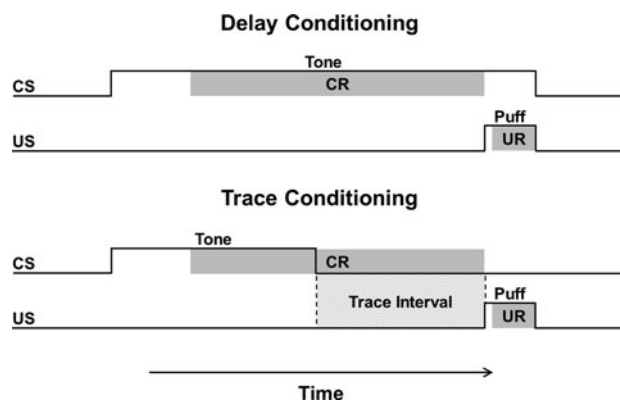 Delay Conditioning
Tone
CS
CR
Puff
US
UR
Trace Conditioning
Tone
CS
CR
Trace Interval
Puff
US
UR
Time